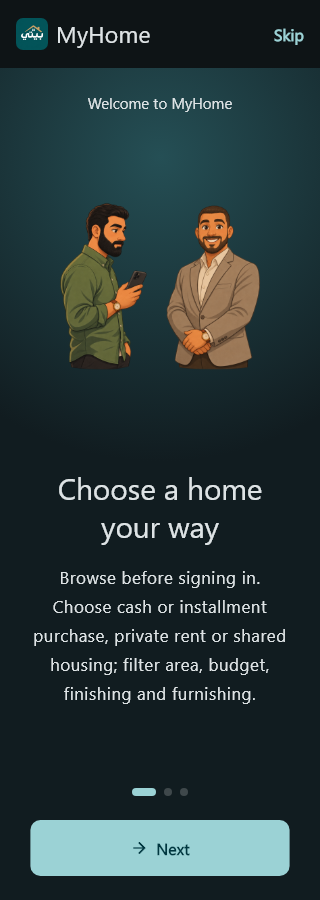 بيتي
MyHome
Skip
Welcome to MyHome
Choose a home
your way
Browse before signing in.
Choose cash or installment
purchase, private rent or shared
housing; filter area, budget,
finishing and furnishing.
Next